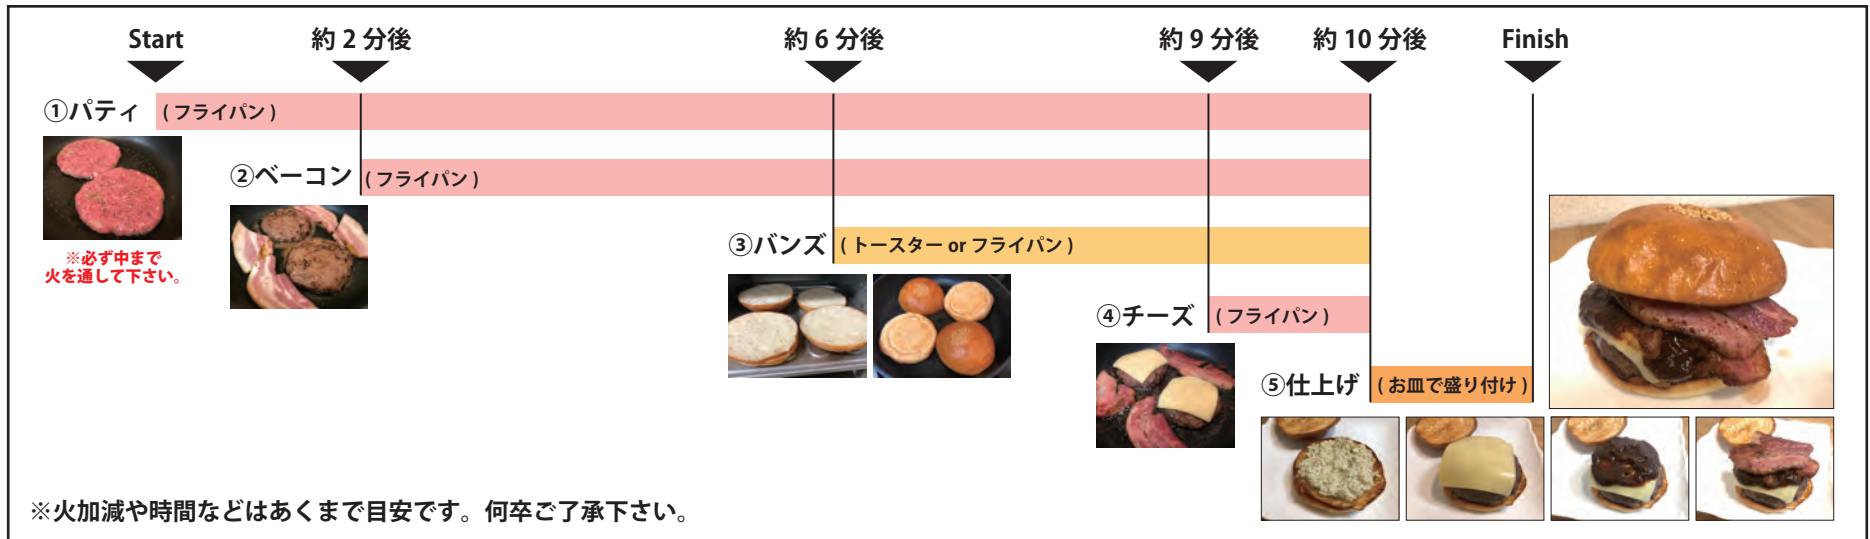 Start
約 2 分後
約 6 分後
約 9 分後
約 10 分後
Finish
①パティ
( フライパン )
※必ず中まで
火を通して下さい。
②ベーコン
( フライパン )
③バンズ
( トースター or フライパン )
④チーズ
( フライパン )
⑤仕上げ
( お皿で盛り付け )
※火加減や時間などはあくまで目安です。何卒ご了承下さい。